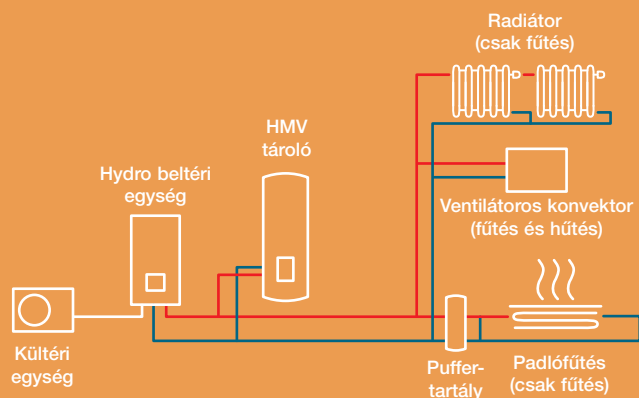 Radiátor
(csak fűtés)
HMV
tároló
Hydro beltéri
egység
Ventilátoros konvektor
(fűtés és hűtés)
Kültéri
egység
Puffer-
tartály
Padlófűtés
(csak fűtés)